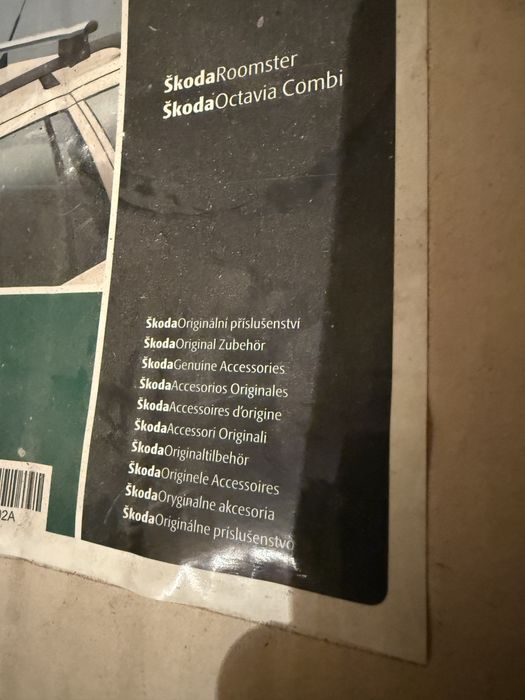 ŠkodaRoomster
ŠkodaOctavia Combi
ŠkodaOriginální příslušenství
ŠkodaOriginal Zubehör
ŠkodaGenuine Accessories
ŠkodaAccesorios Originales
ŠkodaAccessoires d'origine
ŠkodaAccessori Originali
ŠkodaOriginaltilbehör
ŠkodaOriginele Accessoires
ŠkodaOryginalne akcesoria
ŠkodaOriginálne príslušenstvo
02A